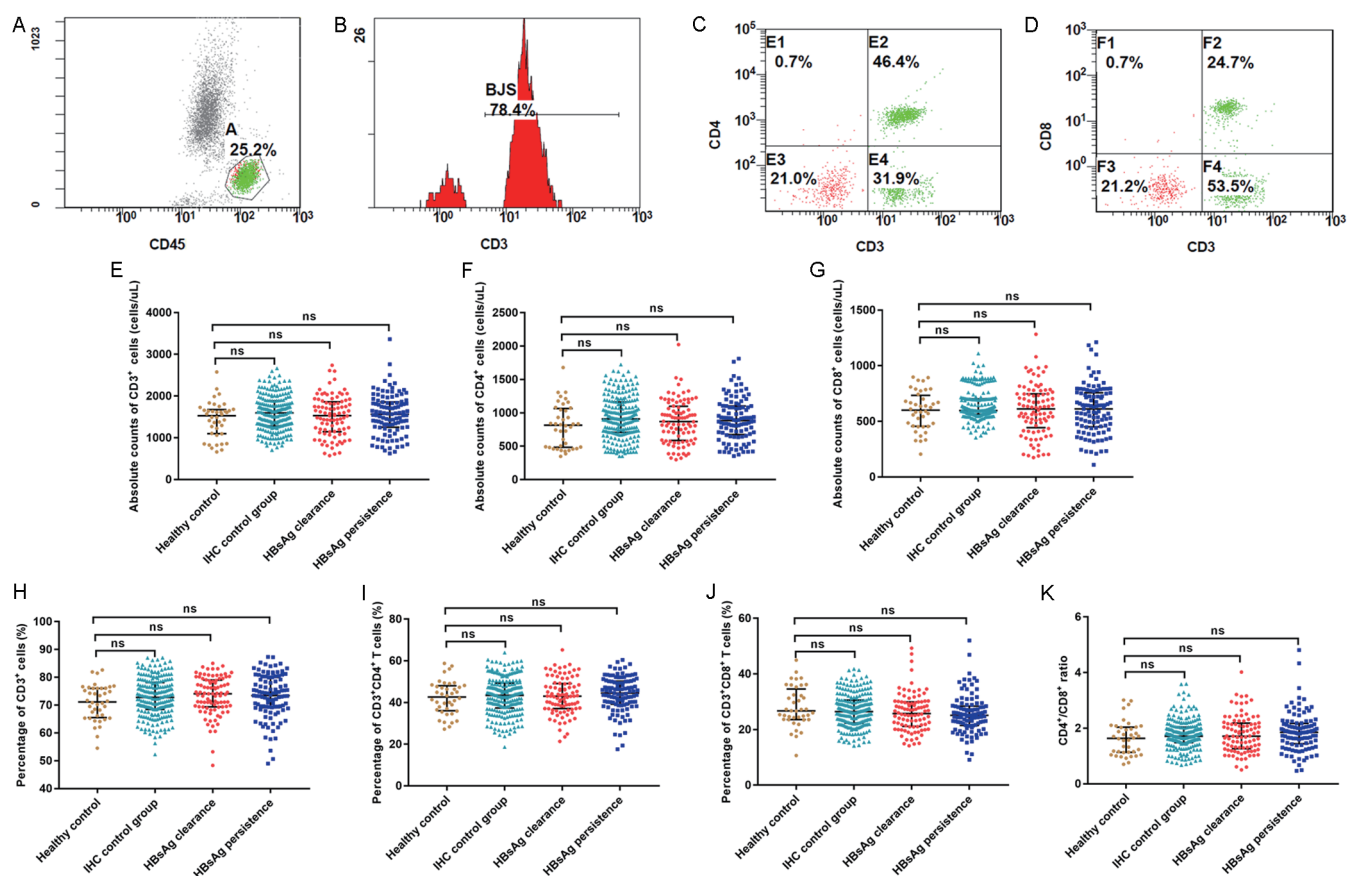 A
1023
0
A
25.2%
10⁰ 10¹ 10² 10³
CD45
B
26
BJS
78.4%
10⁰ 10¹ 10² 10³
CD3
C
10⁵
10⁴
10³
10²
CD4
E1
0.7%
E2
46.4%
E3
21.0%
E4
31.9%
10⁰ 10¹ 10² 10³
CD3
D
10³
10²
10¹
10⁰
CD8
F1
0.7%
F2
24.7%
F3
21.2%
F4
53.5%
10⁰ 10¹ 10² 10³
CD3
E
Absolute counts of CD3⁺ cells (cells/uL)
4000
3000
2000
1000
0
ns
ns
ns
Healthy control
IHC control group
HBsAg clearance
HBsAg persistence
F
Absolute counts of CD4⁺ cells (cells/uL)
2500
2000
1500
1000
500
0
ns
ns
ns
Healthy control
IHC control group
HBsAg clearance
HBsAg persistence
G
Absolute counts of CD8⁺ cells (cells/uL)
1500
1000
500
0
ns
ns
ns
Healthy control
IHC control group
HBsAg clearance
HBsAg persistence
H
Percentage of CD3⁺ cells (%)
100
90
80
70
60
50
40
ns
ns
ns
Healthy control
IHC control group
HBsAg clearance
HBsAg persistence
I
Percentage of CD3⁺CD4⁺ T cells (%)
80
60
40
20
0
ns
ns
ns
Healthy control
IHC control group
HBsAg clearance
HBsAg persistence
J
Percentage of CD3⁺CD8⁺ T cells (%)
60
50
40
30
20
10
0
ns
ns
ns
Healthy control
IHC control group
HBsAg clearance
HBsAg persistence
K
CD4⁺/CD8⁺ ratio
6
4
2
0
ns
ns
ns
Healthy control
IHC control group
HBsAg clearance
HBsAg persistence